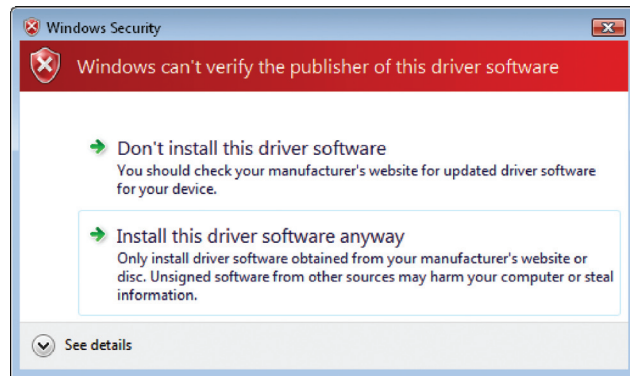 Windows Security
Windows can't verify the publisher of this driver software
Don't install this driver software
You should check your manufacturer's website for updated driver software
for your device.
Install this driver software anyway
Only install driver software obtained from your manufacturer's website or
disc. Unsigned software from other sources may harm your computer or steal
information.
See details